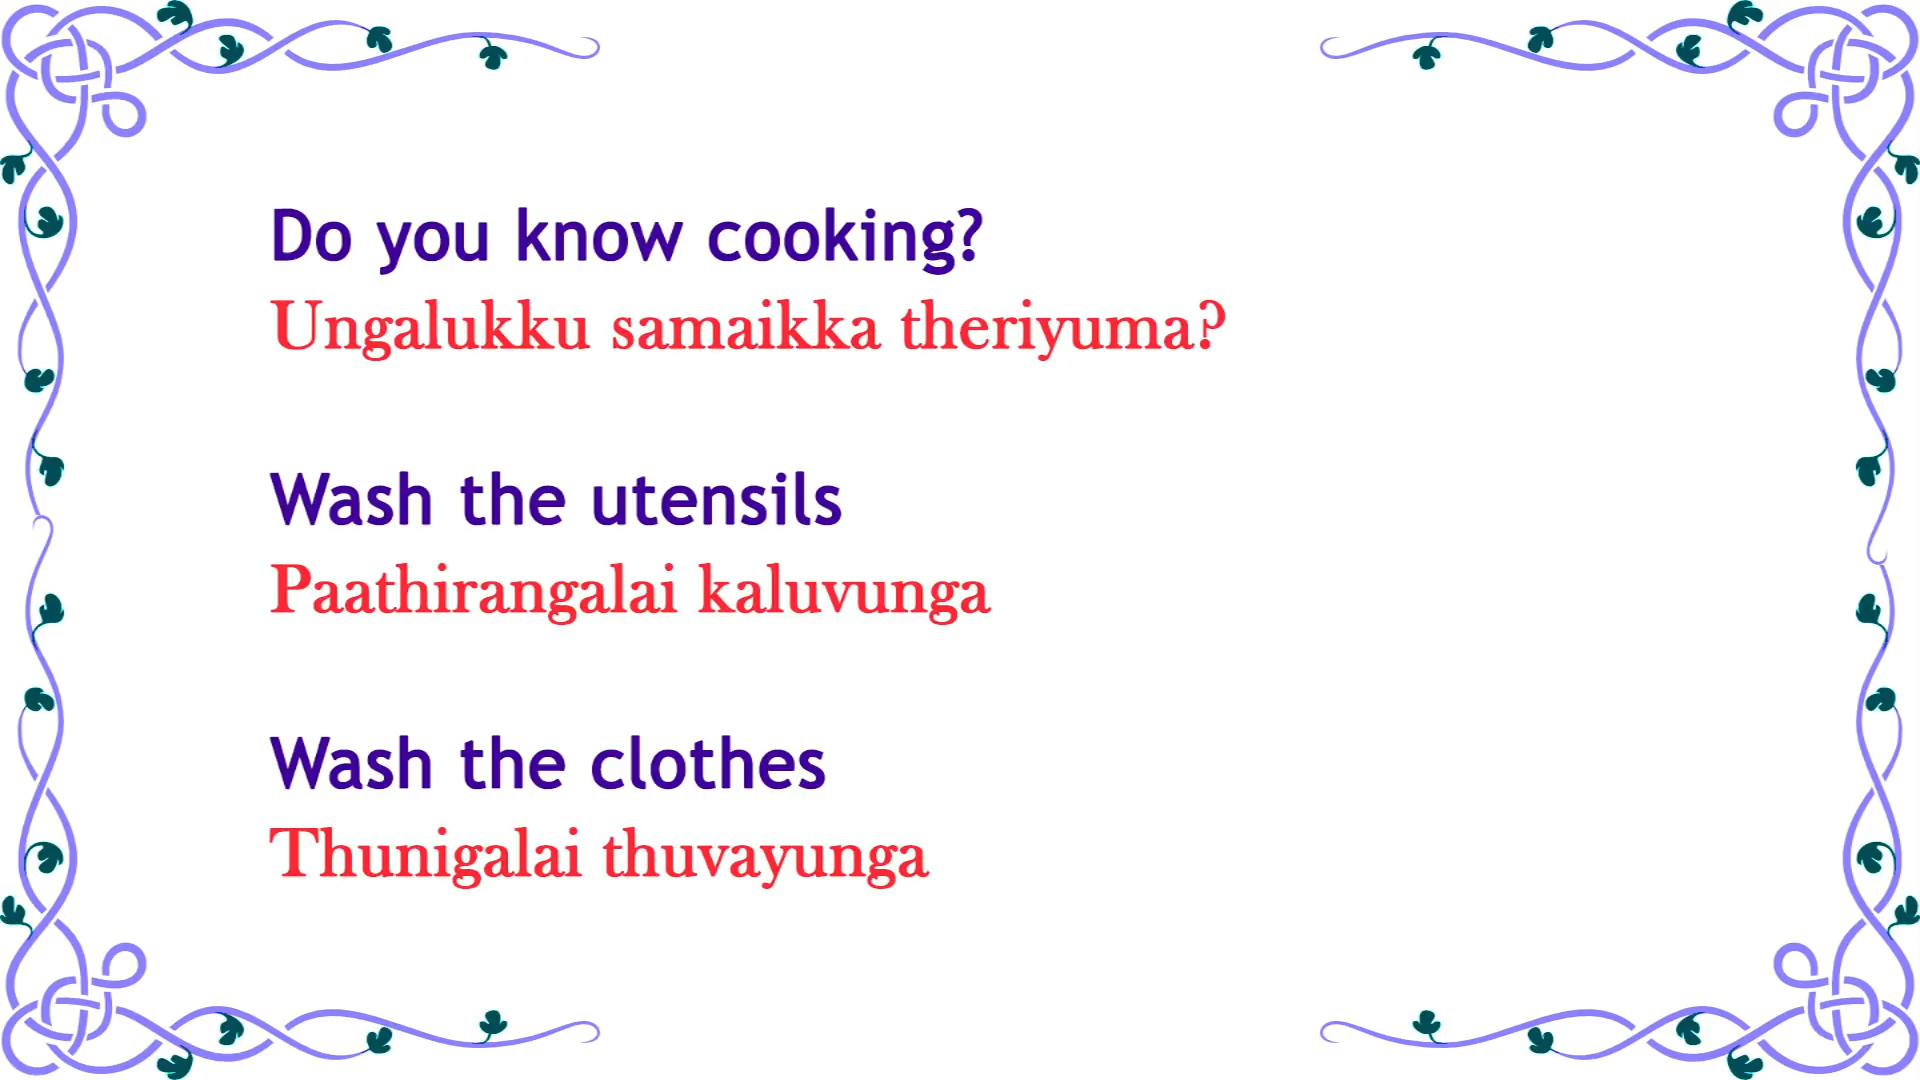 Do you know cooking?
Ungalukku samaikka theriyuma?
Wash the utensils
Paathirangalai kaluvunga
Wash the clothes
Thunigalai thuvayunga